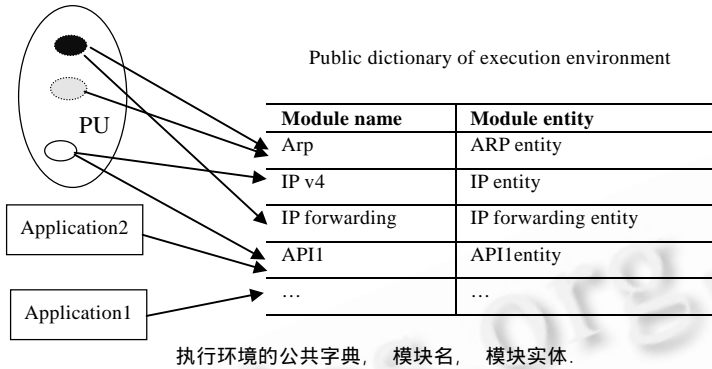 Public dictionary of execution environment
PU
Module name Module entity
Arp ARP entity
IP v4 IP entity
IP forwarding IP forwarding entity
API1 API1entity
… …
Application2
Application1
执行环境的公共字典, 模块名, 模块实体.